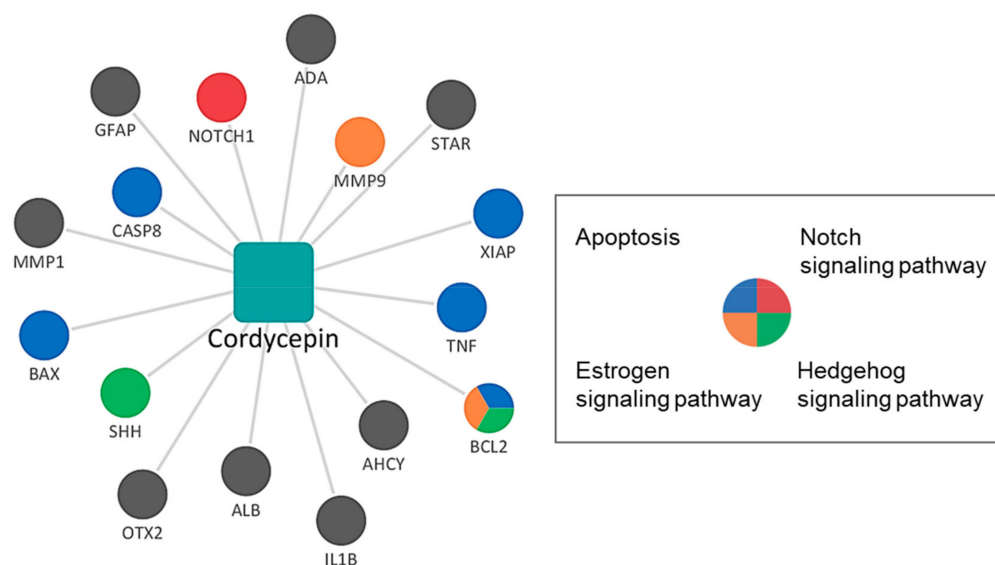 ADA
GFAP
NOTCH1
STAR
MMP9
CASP8
XIAP
MMP1
Cordycepin
TNF
BAX
SHH
BCL2
AHCY
ALB
OTX2
IL1B
Apoptosis
Notch
signaling pathway
Estrogen
signaling pathway
Hedgehog
signaling pathway